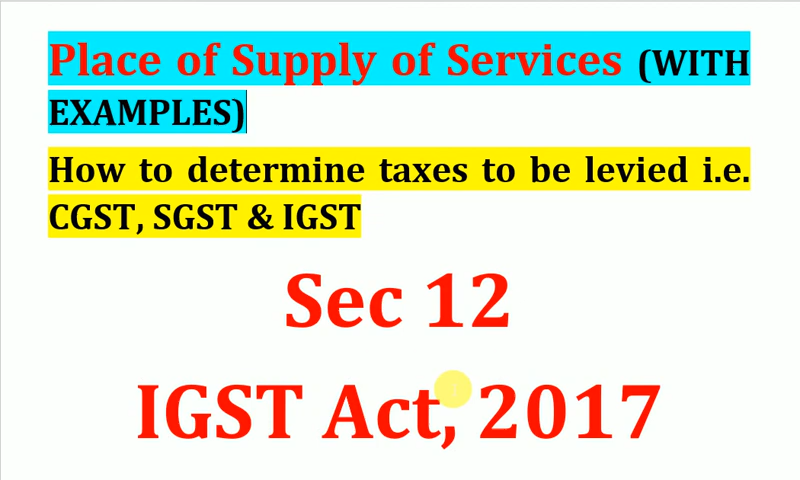 Place of Supply of Services (WITH
EXAMPLES)
How to determine taxes to be levied i.e.
CGST, SGST & IGST
Sec 12
IGST Act, 2017